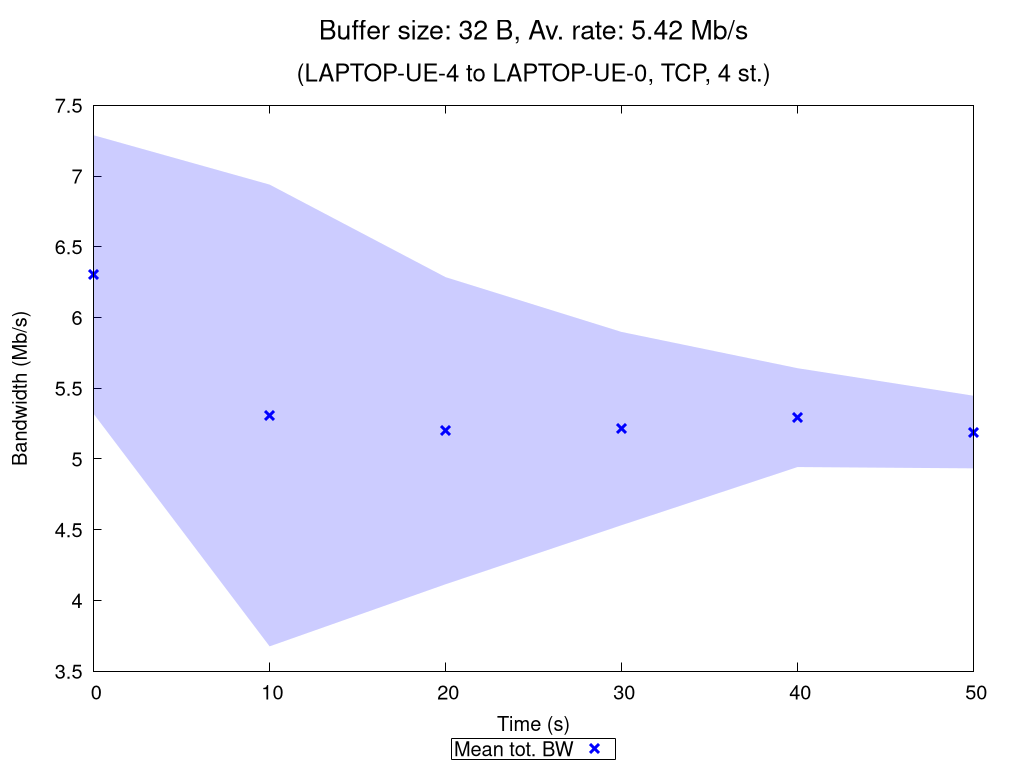 Buffer size: 32 B, Av. rate: 5.42 Mb/s
(LAPTOP-UE-4 to LAPTOP-UE-0, TCP, 4 st.)
7.5
7
6.5
6
5.5
5
4.5
4
3.5
Bandwidth (Mb/s)
0 10 20 30 40 50
Time (s)
Mean tot. BW